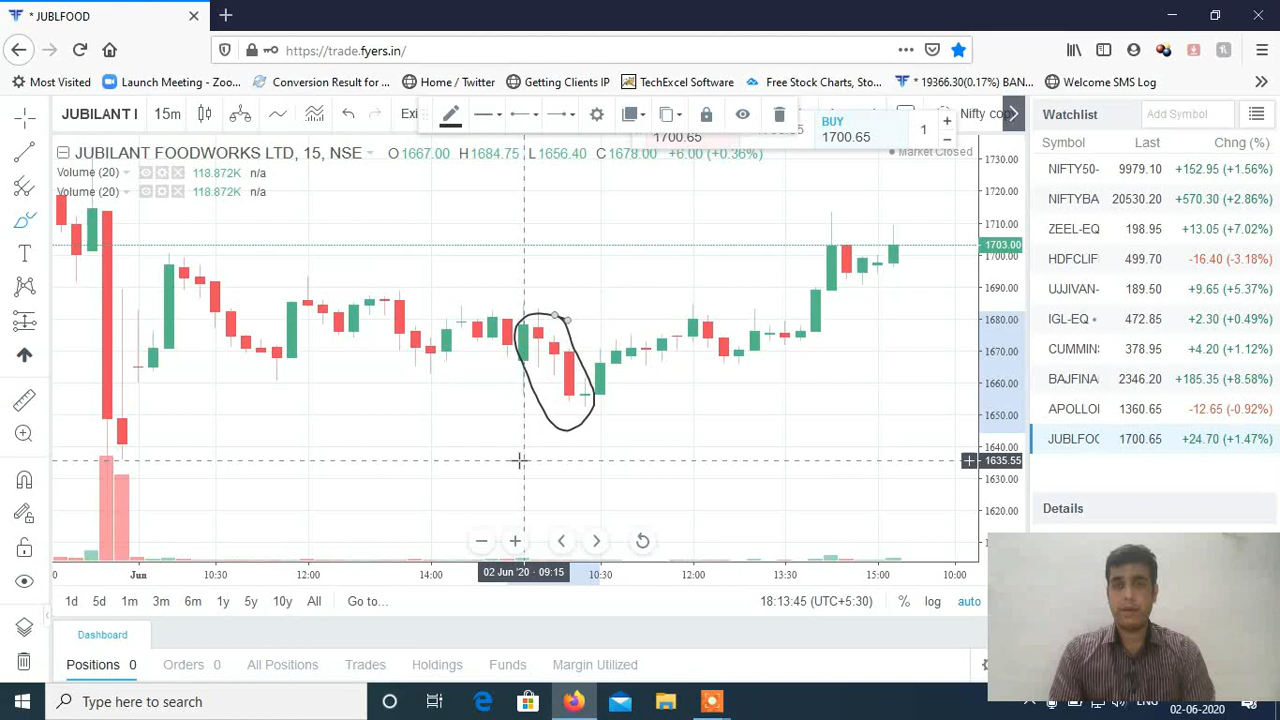 * JUBLFOOD
https://trade.fyers.in/
Most Visited Launch Meeting - Zoo... Conversion Result for ... Home / Twitter Getting Clients IP TechExcel Software Free Stock Charts, Sto... * 19366.30(0.17%) BAN... Welcome SMS Log
JUBILANT I 15m Exi Nifty cop
BUY
1700.65 1700.65 1
JUBILANT FOODWORKS LTD, 15, NSE O1667.00 H1684.75 L1656.40 C1678.00 +6.00 (+0.36%)
Market Closed
Volume (20) 118.872K n/a
Volume (20) 118.872K n/a
1730.00
1720.00
1710.00
1703.00
1700.00
1690.00
1680.00
1670.00
1660.00
1650.00
1640.00
1635.55
1630.00
1620.00
Jun 10:30 12:00 14:00 02 Jun '20 - 09:15 10:30 12:00 13:30 15:00 10:00
1d 5d 1m 3m 6m 1y 5y 10y All Go to... 18:13:45 (UTC+5:30) % log auto
Watchlist Add Symbol
Symbol Last Chng (%)
NIFTY50- 9979.10 +152.95 (+1.56%)
NIFTYBA 20530.20 +570.30 (+2.86%)
ZEEL-EQ 198.95 +13.05 (+7.02%)
HDFCLIF 499.70 -16.40 (-3.18%)
UJJIVAN- 189.15 +9.65 (+5.37%)
IGL-EQ 472.85 +2.30 (+0.49%)
CUMMIN: 378.95 +4.20 (+1.12%)
BAJFINA 2346.20 +185.35 (+8.58%)
APOLLOI 1360.65 -12.65 (-0.92%)
JUBLFOC 1700.65 +24.70 (+1.47%)
Details
Dashboard
Positions 0 Orders 0 All Positions Trades Holdings Funds Margin Utilized
Type here to search
ENG
02-06-2020